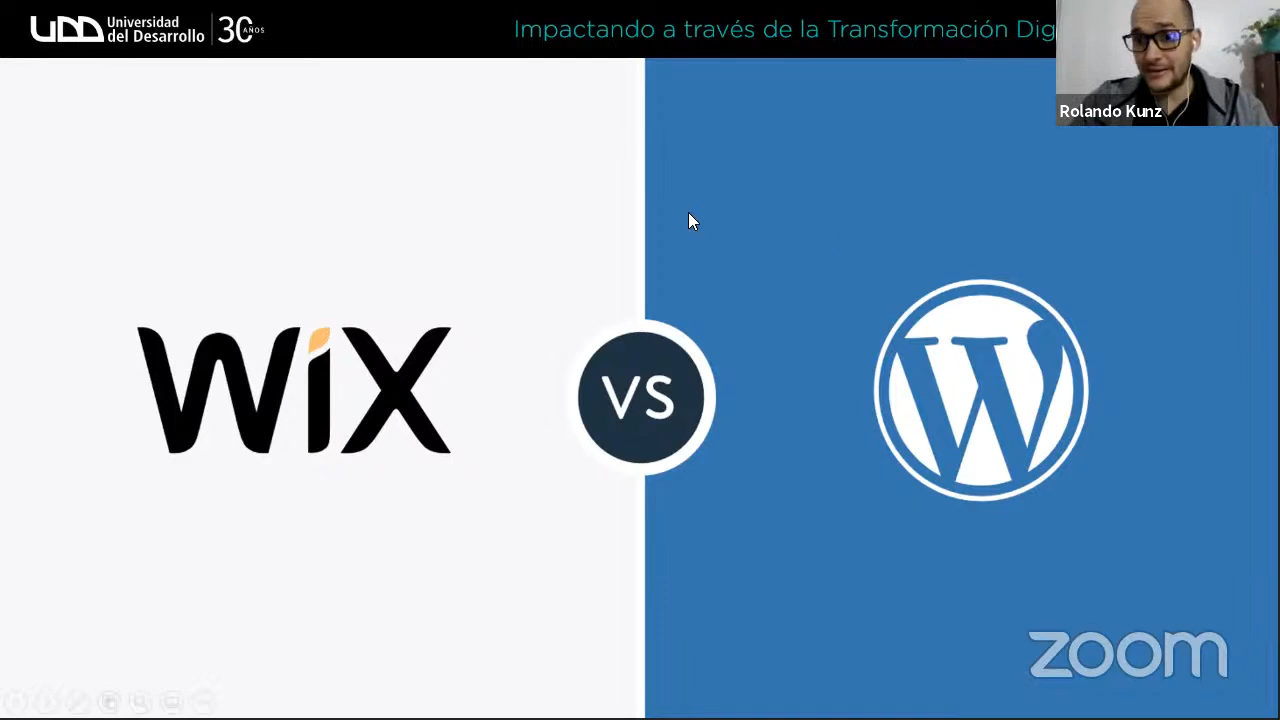 UDD Universidad
del Desarrollo
30 AÑOS
Impactando a través de la Transformación Dig
Rolando Kunz
WiX
VS
W
zoom